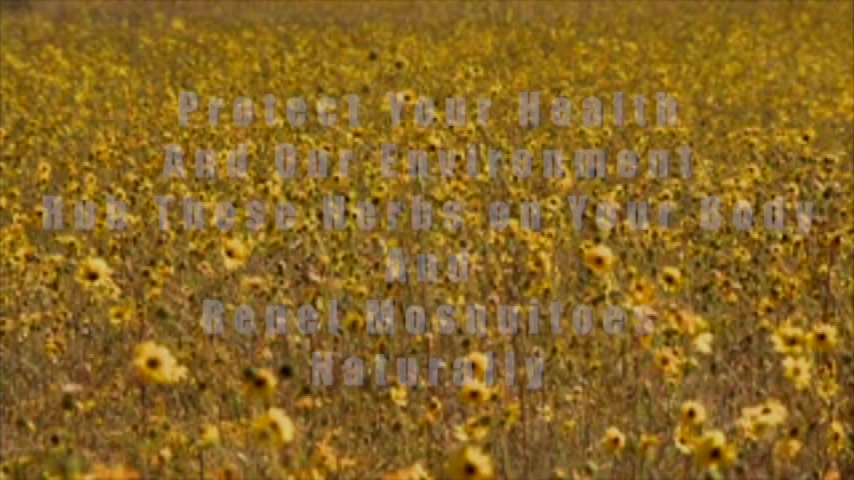 Protect Your Health
And Our Environment
Rub These Herbs on Your Body
And
Repel Mosquitoes
Naturally